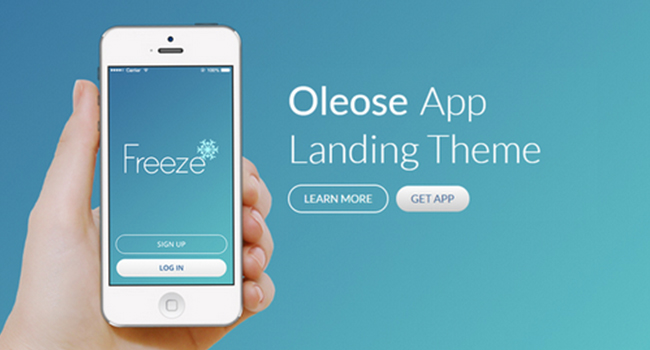 Carrier
100%
Freeze
SIGN UP
LOG IN
Oleose App
Landing Theme
LEARN MORE
GET APP